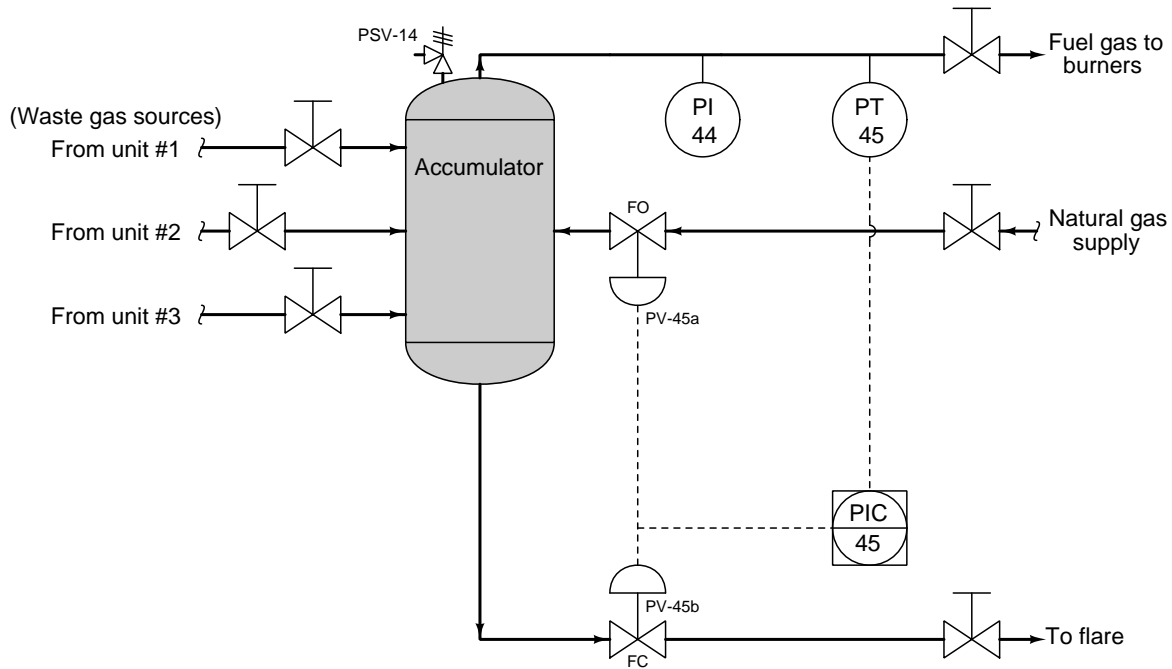 PSV-14
Fuel gas to
burners
PI
44
PT
45
(Waste gas sources)
From unit #1
Accumulator
From unit #2
FO
Natural gas
supply
From unit #3
PV-45a
PIC
45
PV-45b
FC
To flare